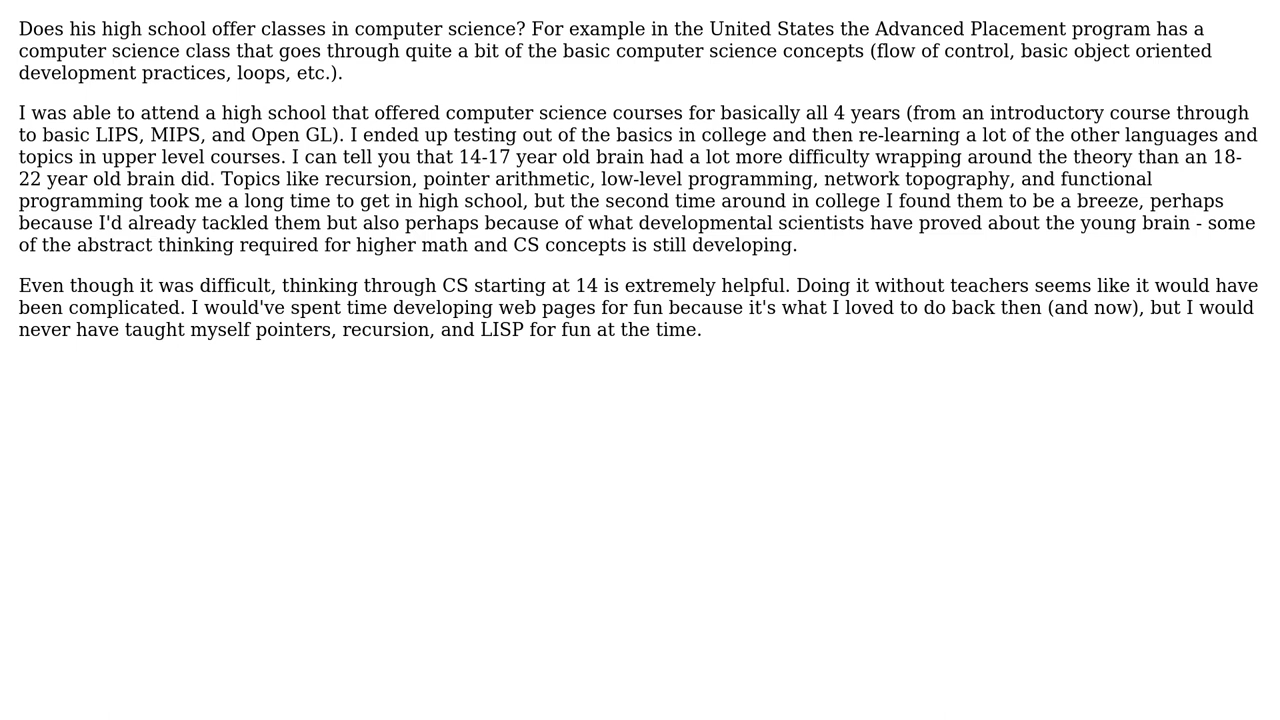 Does his high school offer classes in computer science? For example in the United States the Advanced Placement program has a
computer science class that goes through quite a bit of the basic computer science concepts (flow of control, basic object oriented
development practices, loops, etc.).
I was able to attend a high school that offered computer science courses for basically all 4 years (from an introductory course through
to basic LIPS, MIPS, and Open GL). I ended up testing out of the basics in college and then re-learning a lot of the other languages and
topics in upper level courses. I can tell you that 14-17 year old brain had a lot more difficulty wrapping around the theory than an 18-
22 year old brain did. Topics like recursion, pointer arithmetic, low-level programming, network topography, and functional
programming took me a long time to get in high school, but the second time around in college I found them to be a breeze, perhaps
because I'd already tackled them but also perhaps because of what developmental scientists have proved about the young brain - some
of the abstract thinking required for higher math and CS concepts is still developing.
Even though it was difficult, thinking through CS starting at 14 is extremely helpful. Doing it without teachers seems like it would have
been complicated. I would've spent time developing web pages for fun because it's what I loved to do back then (and now), but I would
never have taught myself pointers, recursion, and LISP for fun at the time.